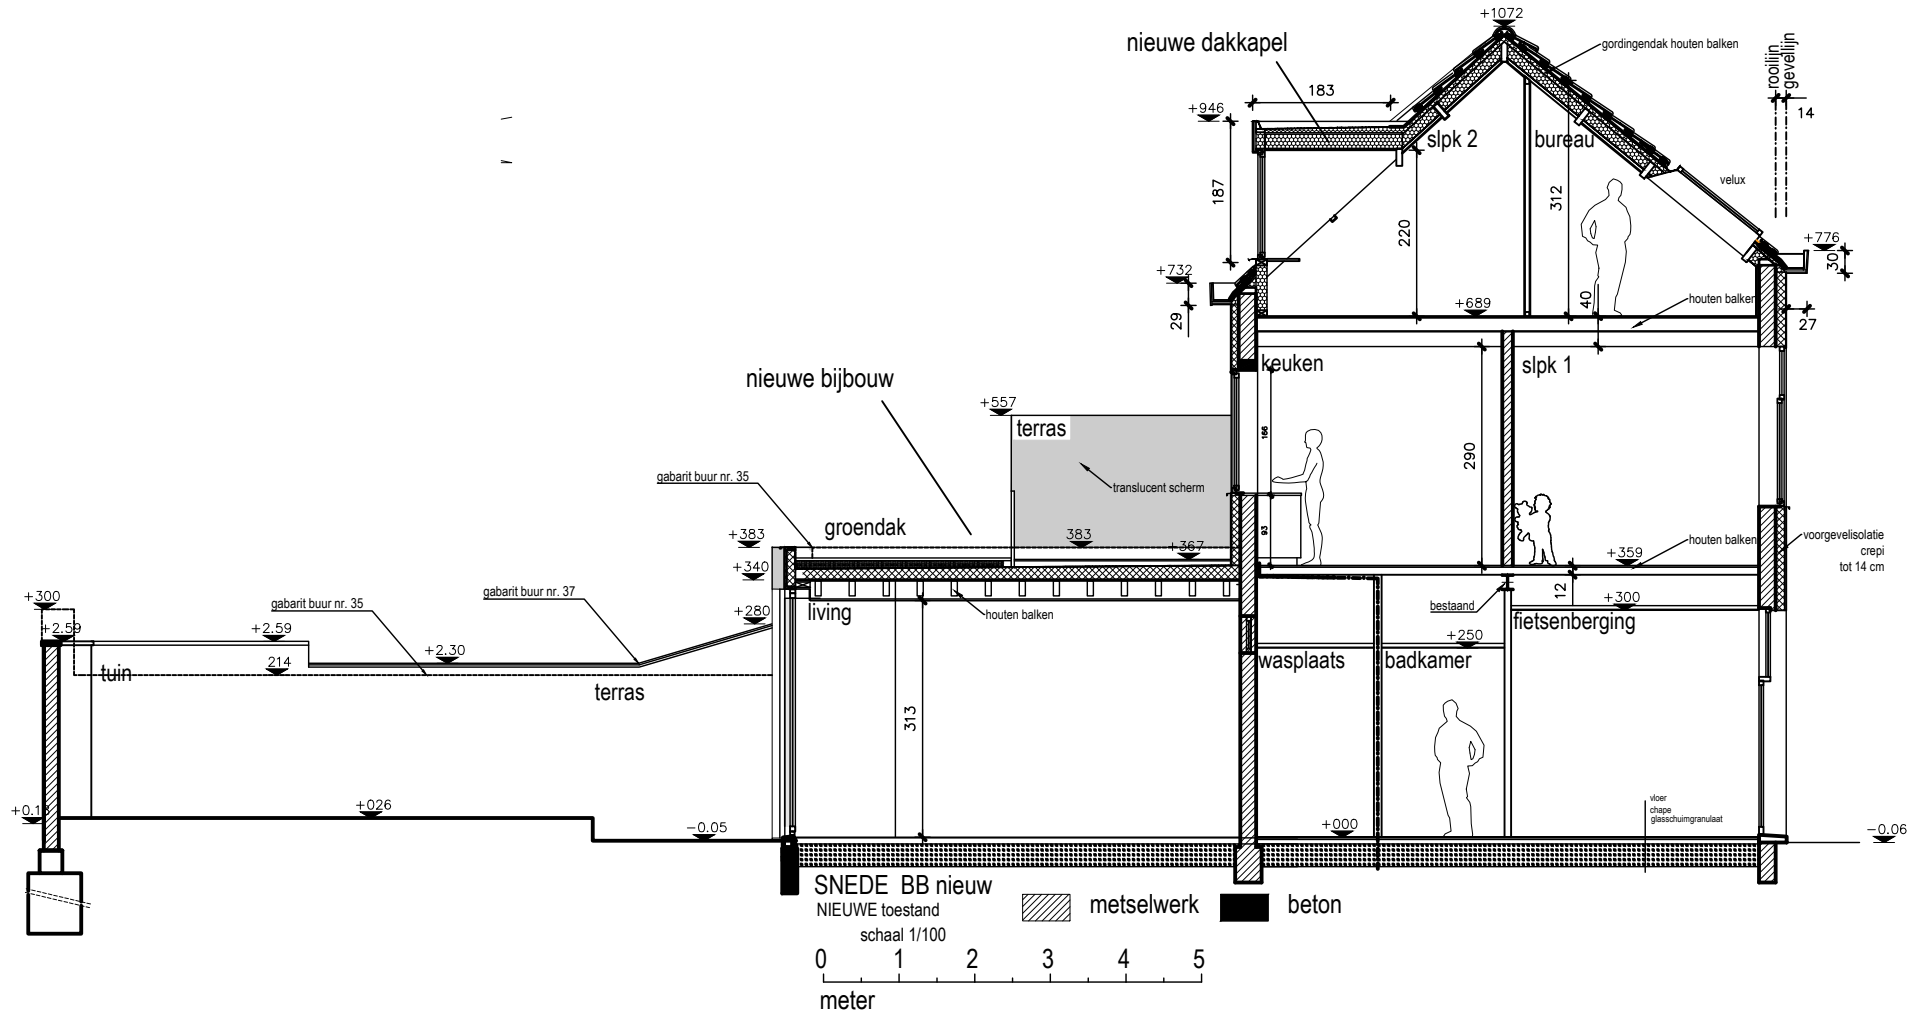 +1072
nieuwe dakkapel
gordingendak houten balken
rooilijn
gevellijn
183
14
+946
slpk 2
bureau
velux
187
312
220
+776
30
+732
29
+689
40
houten balken
27
keuken
slpk 1
nieuwe bijbouw
+557
terras
166
290
translucent scherm
gabarit buur nr. 35
groendak
93
+383
383
+367
+359
houten balken
voorgevelisolatie
crepi
tot 14 cm
+340
gabarit buur nr. 37
gabarit buur nr. 35
12
+300
+300
+280
living
houten balken
bestaand
fietsenberging
+2.59
+2.59
+2.30
+250
214
tuin
terras
wasplaats
badkamer
313
vloer
chape
glasschuimgranulaat
+0.1
+026
-0.05
+000
-0.06
SNEDE BB nieuw
NIEUWE toestand
schaal 1/100
metselwerk
beton
0 1 2 3 4 5
meter